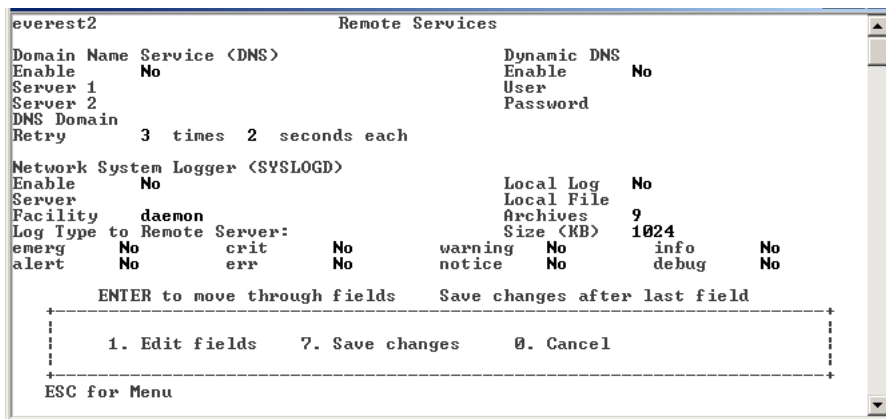 everest2 Remote Services
Domain Name Service (DNS) Dynamic DNS
Enable No Enable No
Server 1 User
Server 2 Password
DNS Domain
Retry 3 times 2 seconds each
Network System Logger (SYSLOGD)
Enable No Local Log No
Server Local File
Facility daemon Archives 9
Log Type to Remote Server: Size (KB) 1024
emerg No crit No warning No info No
alert No err No notice No debug No
ENTER to move through fields Save changes after last field
1. Edit fields 7. Save changes 0. Cancel
ESC for Menu